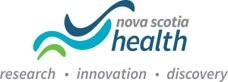 nova scotia
health
research • innovation • discovery